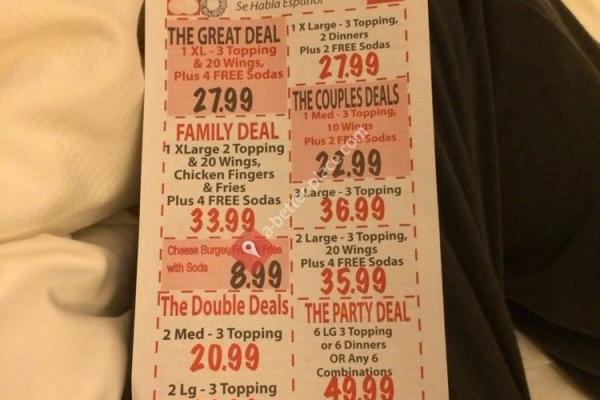 Se Habla Español
THE GREAT DEAL
1 XL - 3 Topping
& 20 Wings,
Plus 4 FREE Sodas
27.99
FAMILY DEAL
1 XLarge 2 Topping
& 20 Wings,
Chicken Fingers
& Fries
Plus 4 FREE Sodas
33.99
Cheese Burger, Fries
with Soda
8.99
The Double Deals
2 Med - 3 Topping
20.99
2 Lg - 3 Topping
1 X Large - 3 Topping,
2 Dinners
Plus 2 FREE Sodas
27.99
THE COUPLES DEALS
1 Med - 3 Topping,
10 Wings
Plus 2 FREE Sodas
22.99
3 Large - 3 Topping
36.99
2 Large - 3 Topping,
20 Wings
Plus 4 FREE Sodas
35.99
THE PARTY DEAL
6 LG 3 Topping
or 6 Dinners
OR Any 6
Combinations
49.99